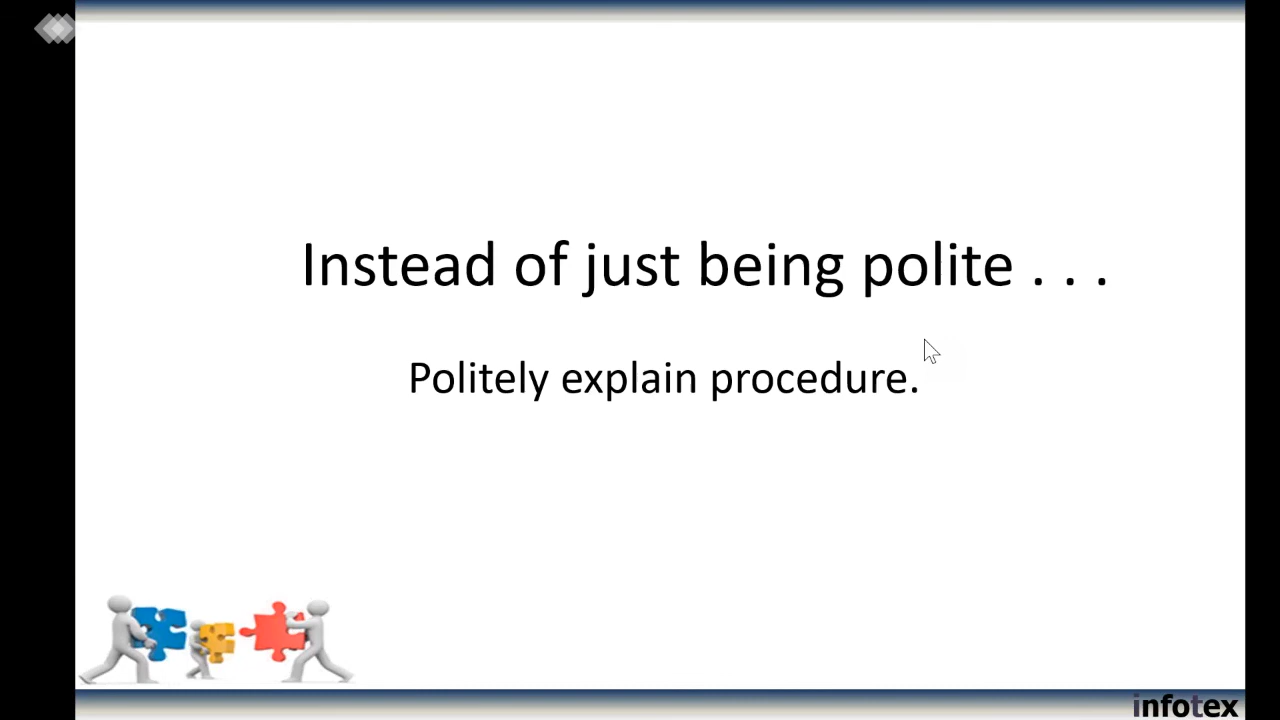 Instead of just being polite . . .
Politely explain procedure.
infotex